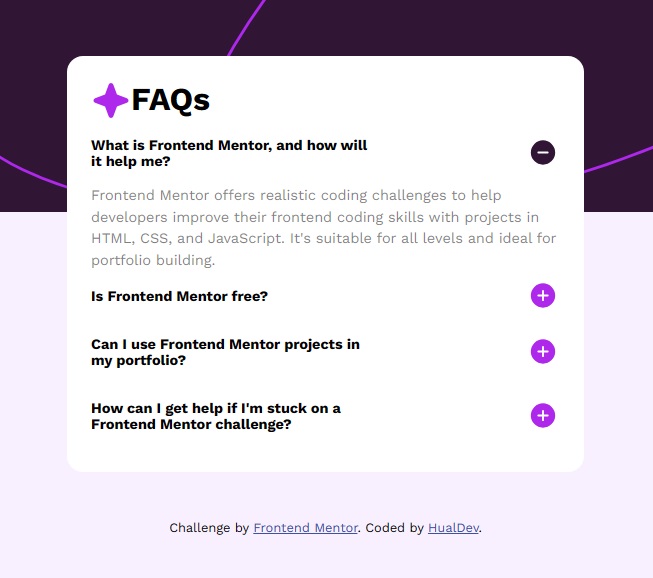 FAQs
What is Frontend Mentor, and how will
it help me?
Frontend Mentor offers realistic coding challenges to help
developers improve their frontend coding skills with projects in
HTML, CSS, and JavaScript. It's suitable for all levels and ideal for
portfolio building.
Is Frontend Mentor free?
Can I use Frontend Mentor projects in
my portfolio?
How can I get help if I'm stuck on a
Frontend Mentor challenge?
Challenge by Frontend Mentor. Coded by HualDev.